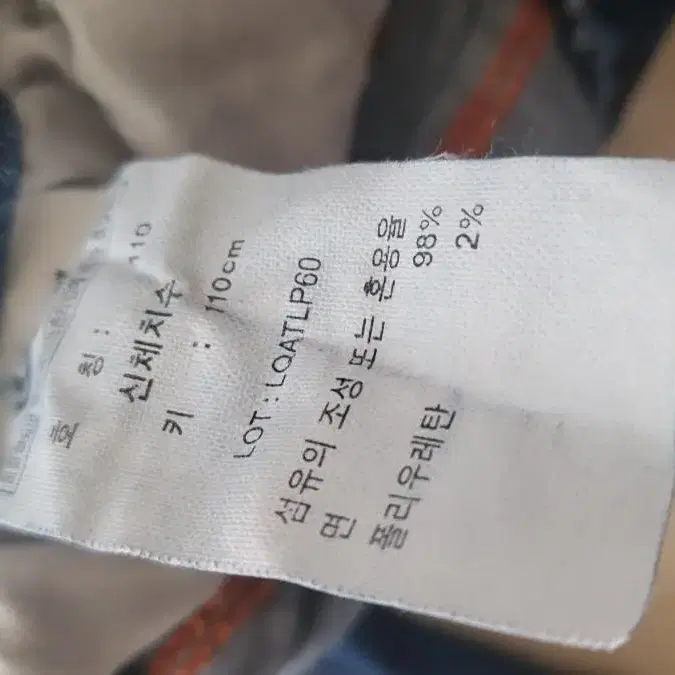 호 칭 : 110
신체치수
키 : 110cm
LOT : LQATLP60
섬유의 조성 또는 혼용율
면 98%
폴리우레탄 2%